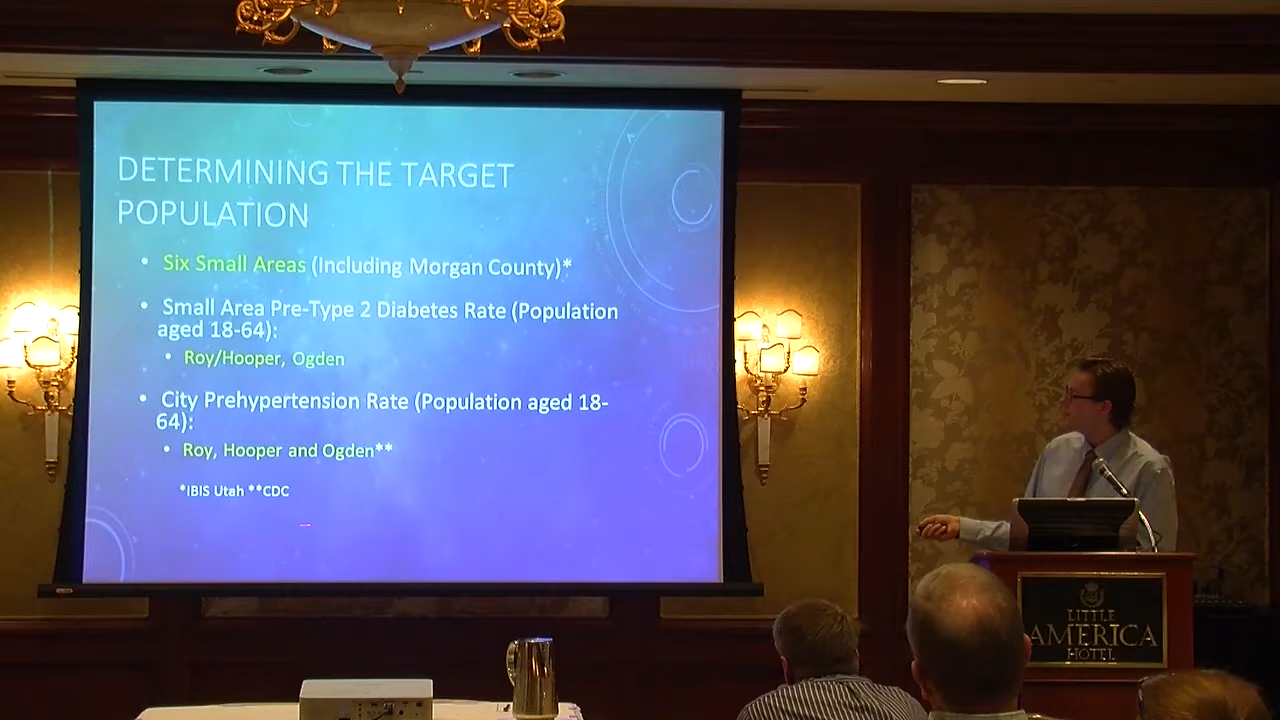 DETERMINING THE TARGET
POPULATION
• Six Small Areas (Including Morgan County)*
• Small Area Pre-Type 2 Diabetes Rate (Population
aged 18-64):
• Roy/Hooper, Ogden
• City Prehypertension Rate (Population aged 18-
64):
• Roy, Hooper and Ogden**
*IBIS Utah **CDC
LITTLE
AMERICA
HOTEL